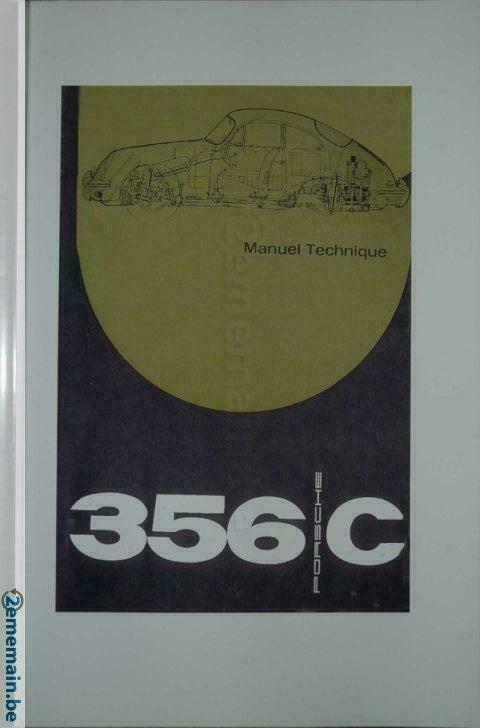 Manuel Technique
356 C
PORSCHE
2ememain.be